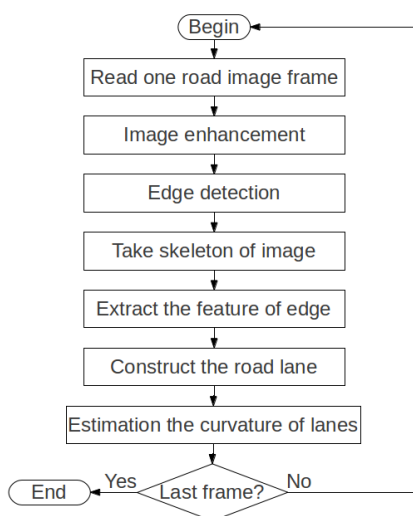 Begin
Read one road image frame
Image enhancement
Edge detection
Take skeleton of image
Extract the feature of edge
Construct the road lane
Estimation the curvature of lanes
Yes
No
End
Last frame?